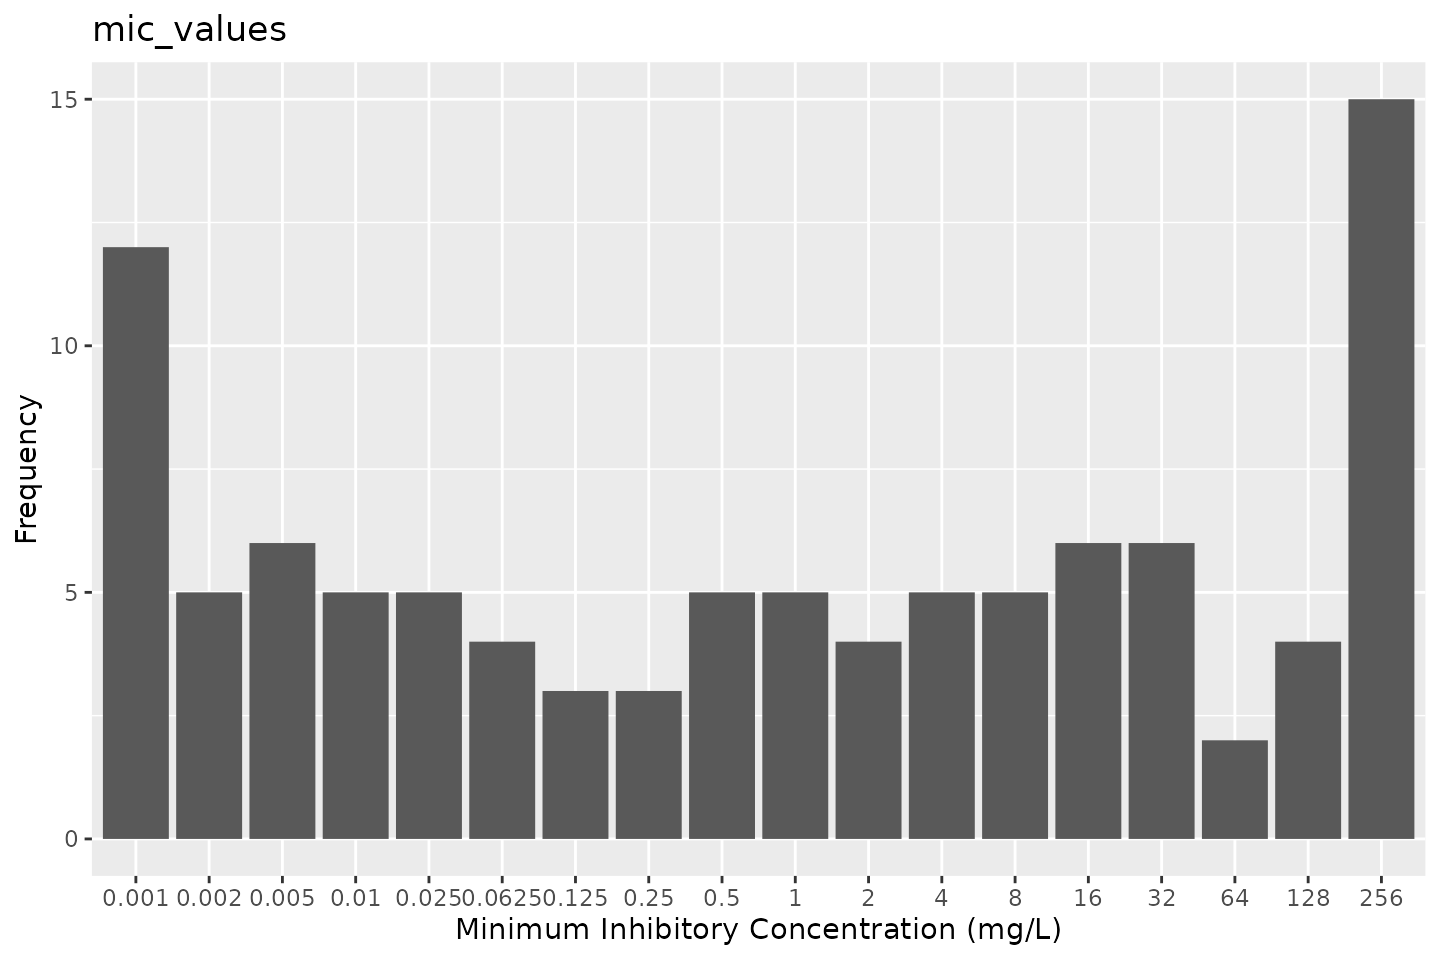 mic_values
15
10
5
0
Frequency
0.001 0.002 0.005 0.01 0.025 0.0625 0.125 0.25 0.5 1 2 4 8 16 32 64 128 256
Minimum Inhibitory Concentration (mg/L)